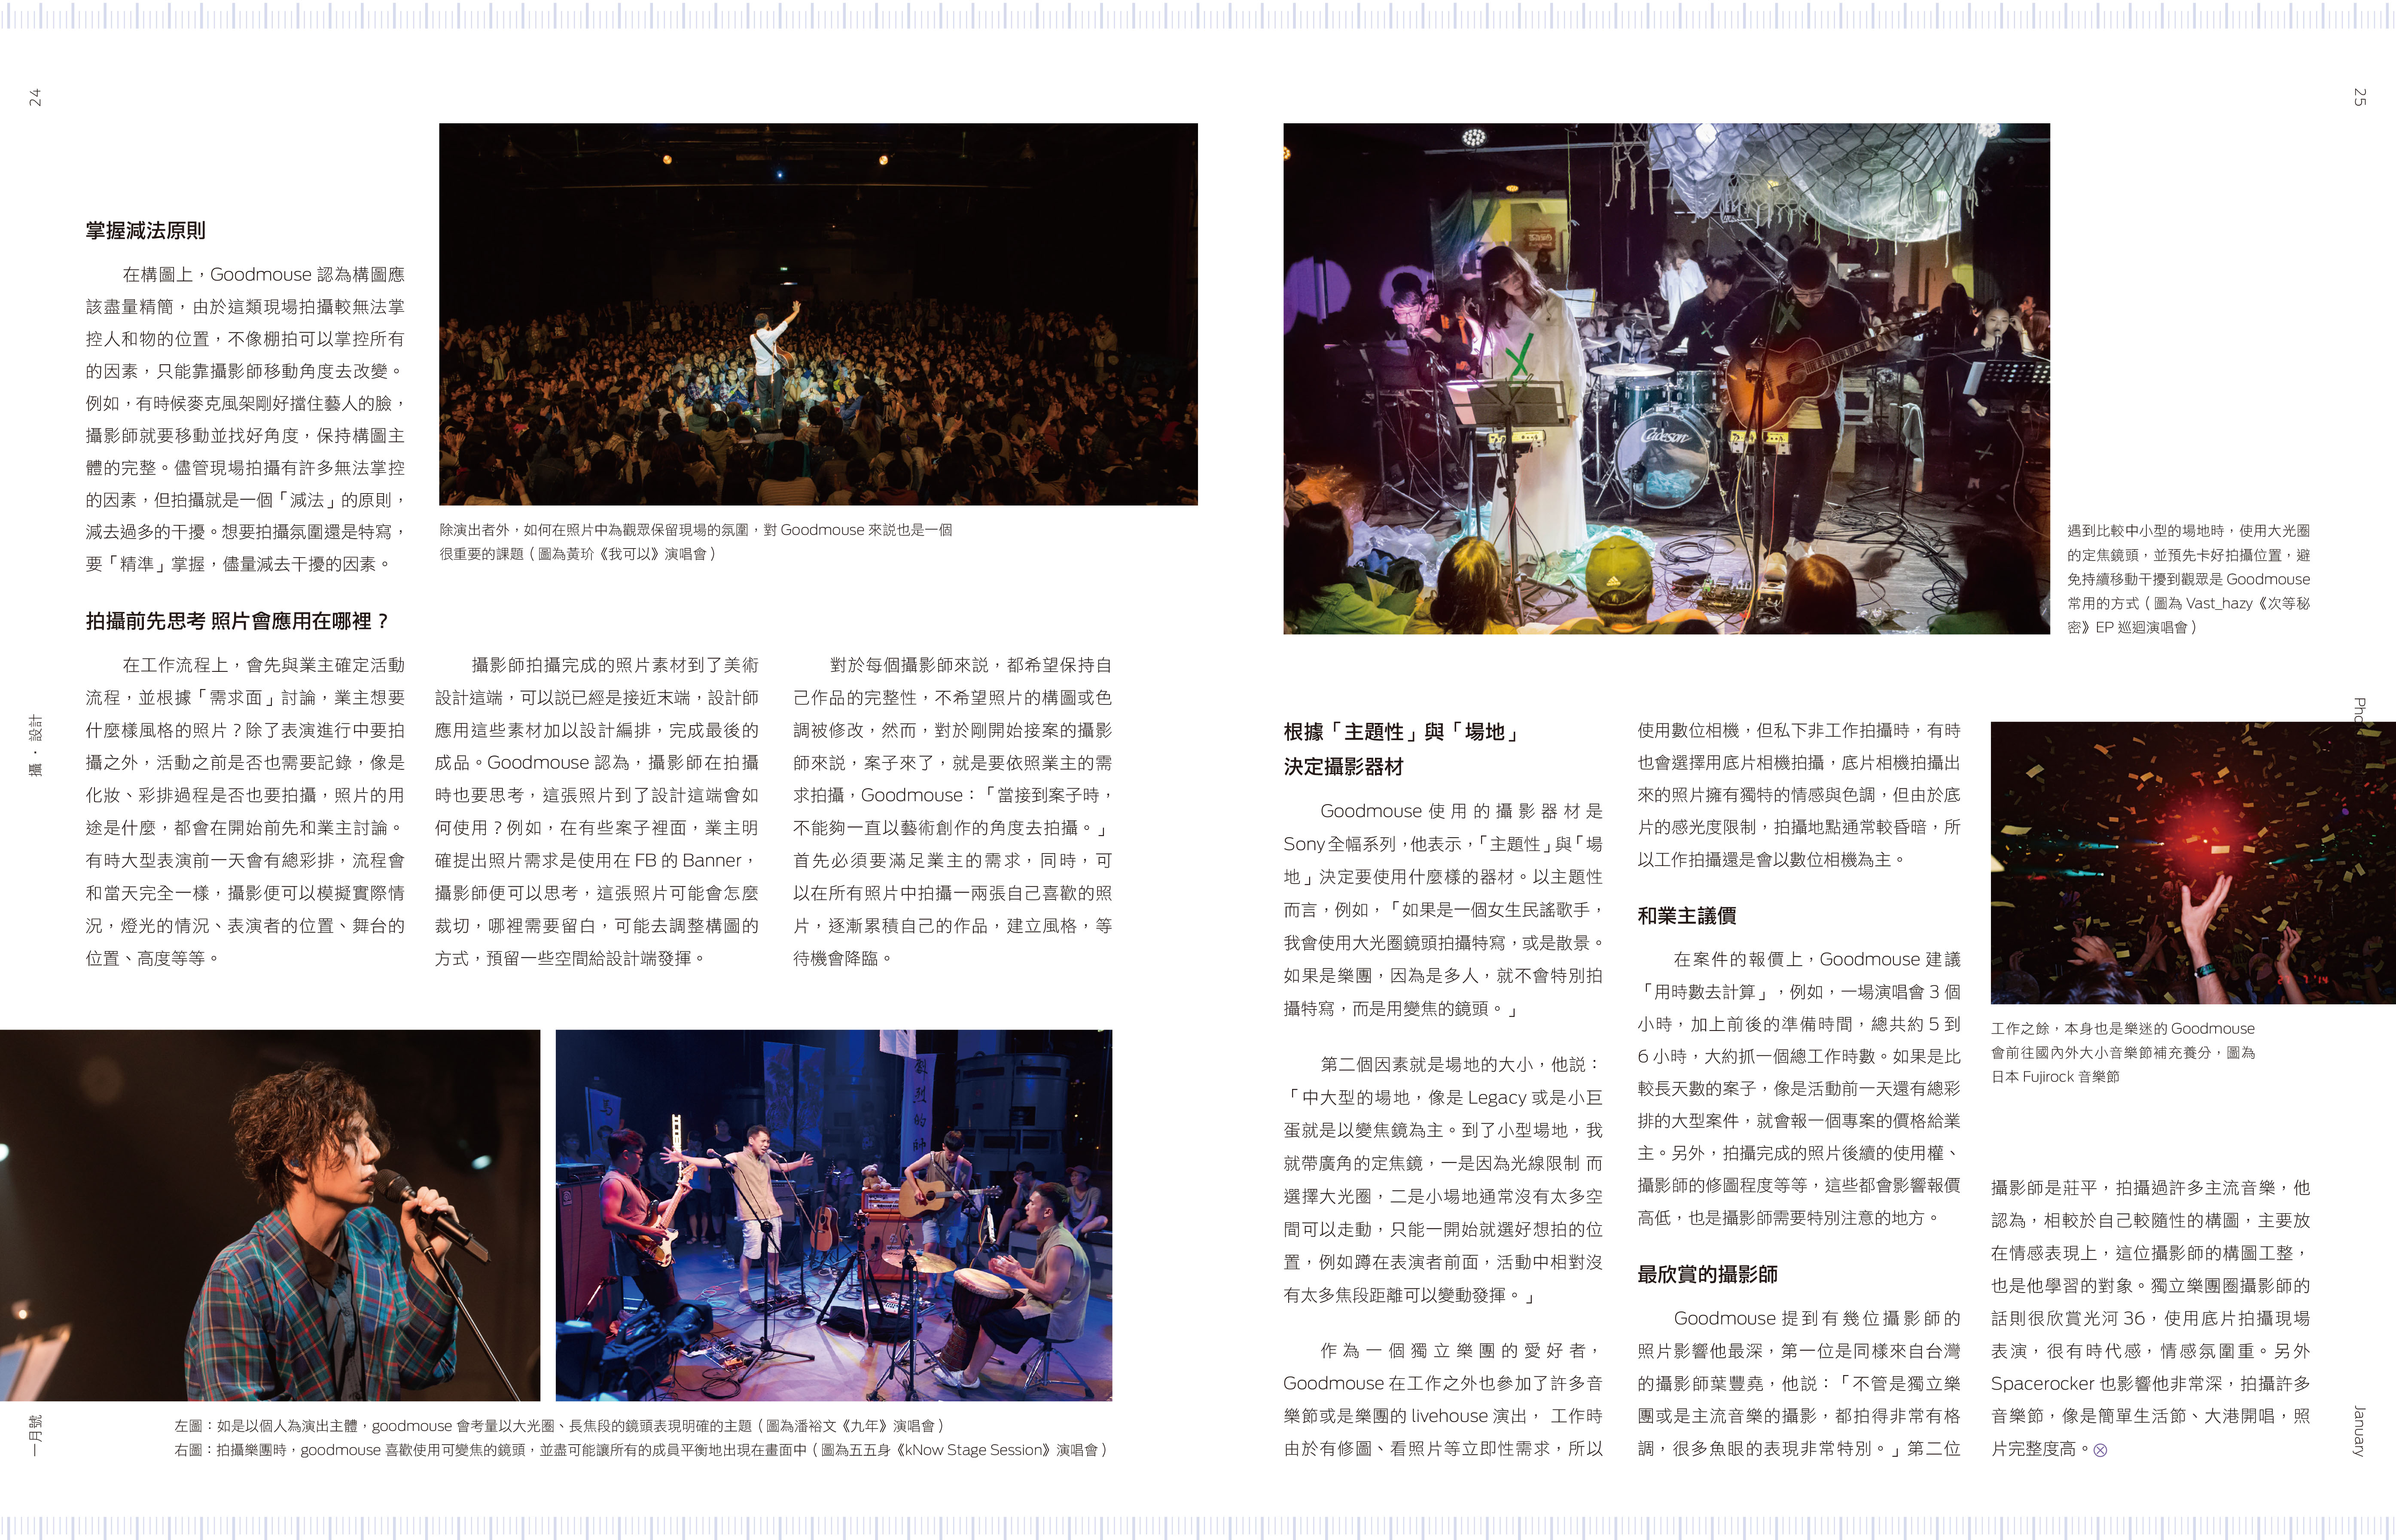 24
掌握減法原則
在構圖上，Goodmouse 認為構圖應
該盡量精簡，由於這類現場拍攝較無法掌
控人和物的位置，不像棚拍可以掌控所有
的因素，只能靠攝影師移動角度去改變。
例如，有時候麥克風架剛好擋住藝人的臉，
攝影師就要移動並找好角度，保持構圖主
體的完整。儘管現場拍攝有許多無法掌控
的因素，但拍攝就是一個「減法」的原則，
減去過多的干擾。想要拍攝氛圍還是特寫，
要「精準」掌握，儘量減去干擾的因素。
除演出者外，如何在照片中為觀眾保留現場的氛圍，對 Goodmouse 來説也是一個
很重要的課題（圖為黃玠《我可以》演唱會）
拍攝前先思考 照片會應用在哪裡？
在工作流程上，會先與業主確定活動
流程，並根據「需求面」討論，業主想要
什麼樣風格的照片？除了表演進行中要拍
攝之外，活動之前是否也需要記錄，像是
化妝、彩排過程是否也要拍攝，照片的用
途是什麼，都會在開始前先和業主討論。
有時大型表演前一天會有總彩排，流程會
和當天完全一樣，攝影便可以模擬實際情
況，燈光的情況、表演者的位置、舞台的
位置、高度等等。
攝影師拍攝完成的照片素材到了美術
設計這端，可以説已經是接近末端，設計師
應用這些素材加以設計編排，完成最後的
成品。Goodmouse 認為，攝影師在拍攝
時也要思考，這張照片到了設計這端會如
何使用？例如，在有些案子裡面，業主明
確提出照片需求是使用在 FB 的 Banner，
攝影師便可以思考，這張照片可能會怎麼
裁切，哪裡需要留白，可能去調整構圖的
方式，預留一些空間給設計端發揮。
對於每個攝影師來説，都希望保持自
己作品的完整性，不希望照片的構圖或色
調被修改，然而，對於剛開始接案的攝影
師來説，案子來了，就是要依照業主的需
求拍攝，Goodmouse：「當接到案子時，
不能夠一直以藝術創作的角度去拍攝。」
首先必須要滿足業主的需求，同時，可
以在所有照片中拍攝一兩張自己喜歡的照
片，逐漸累積自己的作品，建立風格，等
待機會降臨。
攝・設計
左圖：如是以個人為演出主體，goodmouse 會考量以大光圈、長焦段的鏡頭表現明確的主題（圖為潘裕文《九年》演唱會）
右圖：拍攝樂團時，goodmouse 喜歡使用可變焦的鏡頭，並盡可能讓所有的成員平衡地出現在畫面中（圖為五五身《kNow Stage Session》演唱會）
一月號
25
Codeson
遇到比較中小型的場地時，使用大光圈
的定焦鏡頭，並預先卡好拍攝位置，避
免持續移動干擾到觀眾是 Goodmouse
常用的方式（圖為 Vast_hazy《次等秘
密》EP 巡迴演唱會）
根據「主題性」與「場地」
決定攝影器材
Goodmouse 使用的攝影器材是
Sony 全幅系列，他表示，「主題性」與「場
地」決定要使用什麼樣的器材。以主題性
而言，例如，「如果是一個女生民謠歌手，
我會使用大光圈鏡頭拍攝特寫，或是散景。
如果是樂團，因為是多人，就不會特別拍
攝特寫，而是用變焦的鏡頭。」
第二個因素就是場地的大小，他説：
「中大型的場地，像是 Legacy 或是小巨
蛋就是以變焦鏡為主。到了小型場地，我
就帶廣角的定焦鏡，一是因為光線限制 而
選擇大光圈，二是小場地通常沒有太多空
間可以走動，只能一開始就選好想拍的位
置，例如蹲在表演者前面，活動中相對沒
有太多焦段距離可以變動發揮。」
作為一個獨立樂團的愛好者，
Goodmouse 在工作之外也參加了許多音
樂節或是樂團的 livehouse 演出， 工作時
由於有修圖、看照片等立即性需求，所以
使用數位相機，但私下非工作拍攝時，有時
也會選擇用底片相機拍攝，底片相機拍攝出
來的照片擁有獨特的情感與色調，但由於底
片的感光度限制，拍攝地點通常較昏暗，所
以工作拍攝還是會以數位相機為主。
和業主議價
在案件的報價上，Goodmouse 建議
「用時數去計算」，例如，一場演唱會 3 個
小時，加上前後的準備時間，總共約 5 到
6 小時，大約抓一個總工作時數。如果是比
較長天數的案子，像是活動前一天還有總彩
排的大型案件，就會報一個專案的價格給業
主。另外，拍攝完成的照片後續的使用權、
攝影師的修圖程度等等，這些都會影響報價
高低，也是攝影師需要特別注意的地方。
最欣賞的攝影師
Goodmouse 提到有幾位攝影師的
照片影響他最深，第一位是同樣來自台灣
的攝影師葉豐堯，他説：「不管是獨立樂
團或是主流音樂的攝影，都拍得非常有格
調，很多魚眼的表現非常特別。」第二位
工作之餘，本身也是樂迷的 Goodmouse
會前往國內外大小音樂節補充養分，圖為
日本 Fujirock 音樂節
攝影師是莊平，拍攝過許多主流音樂，他
認為，相較於自己較隨性的構圖，主要放
在情感表現上，這位攝影師的構圖工整，
也是他學習的對象。獨立樂團圈攝影師的
話則很欣賞光河 36，使用底片拍攝現場
表演，很有時代感，情感氛圍重。另外
Spacerocker 也影響他非常深，拍攝許多
音樂節，像是簡單生活節、大港開唱，照
片完整度高。
January